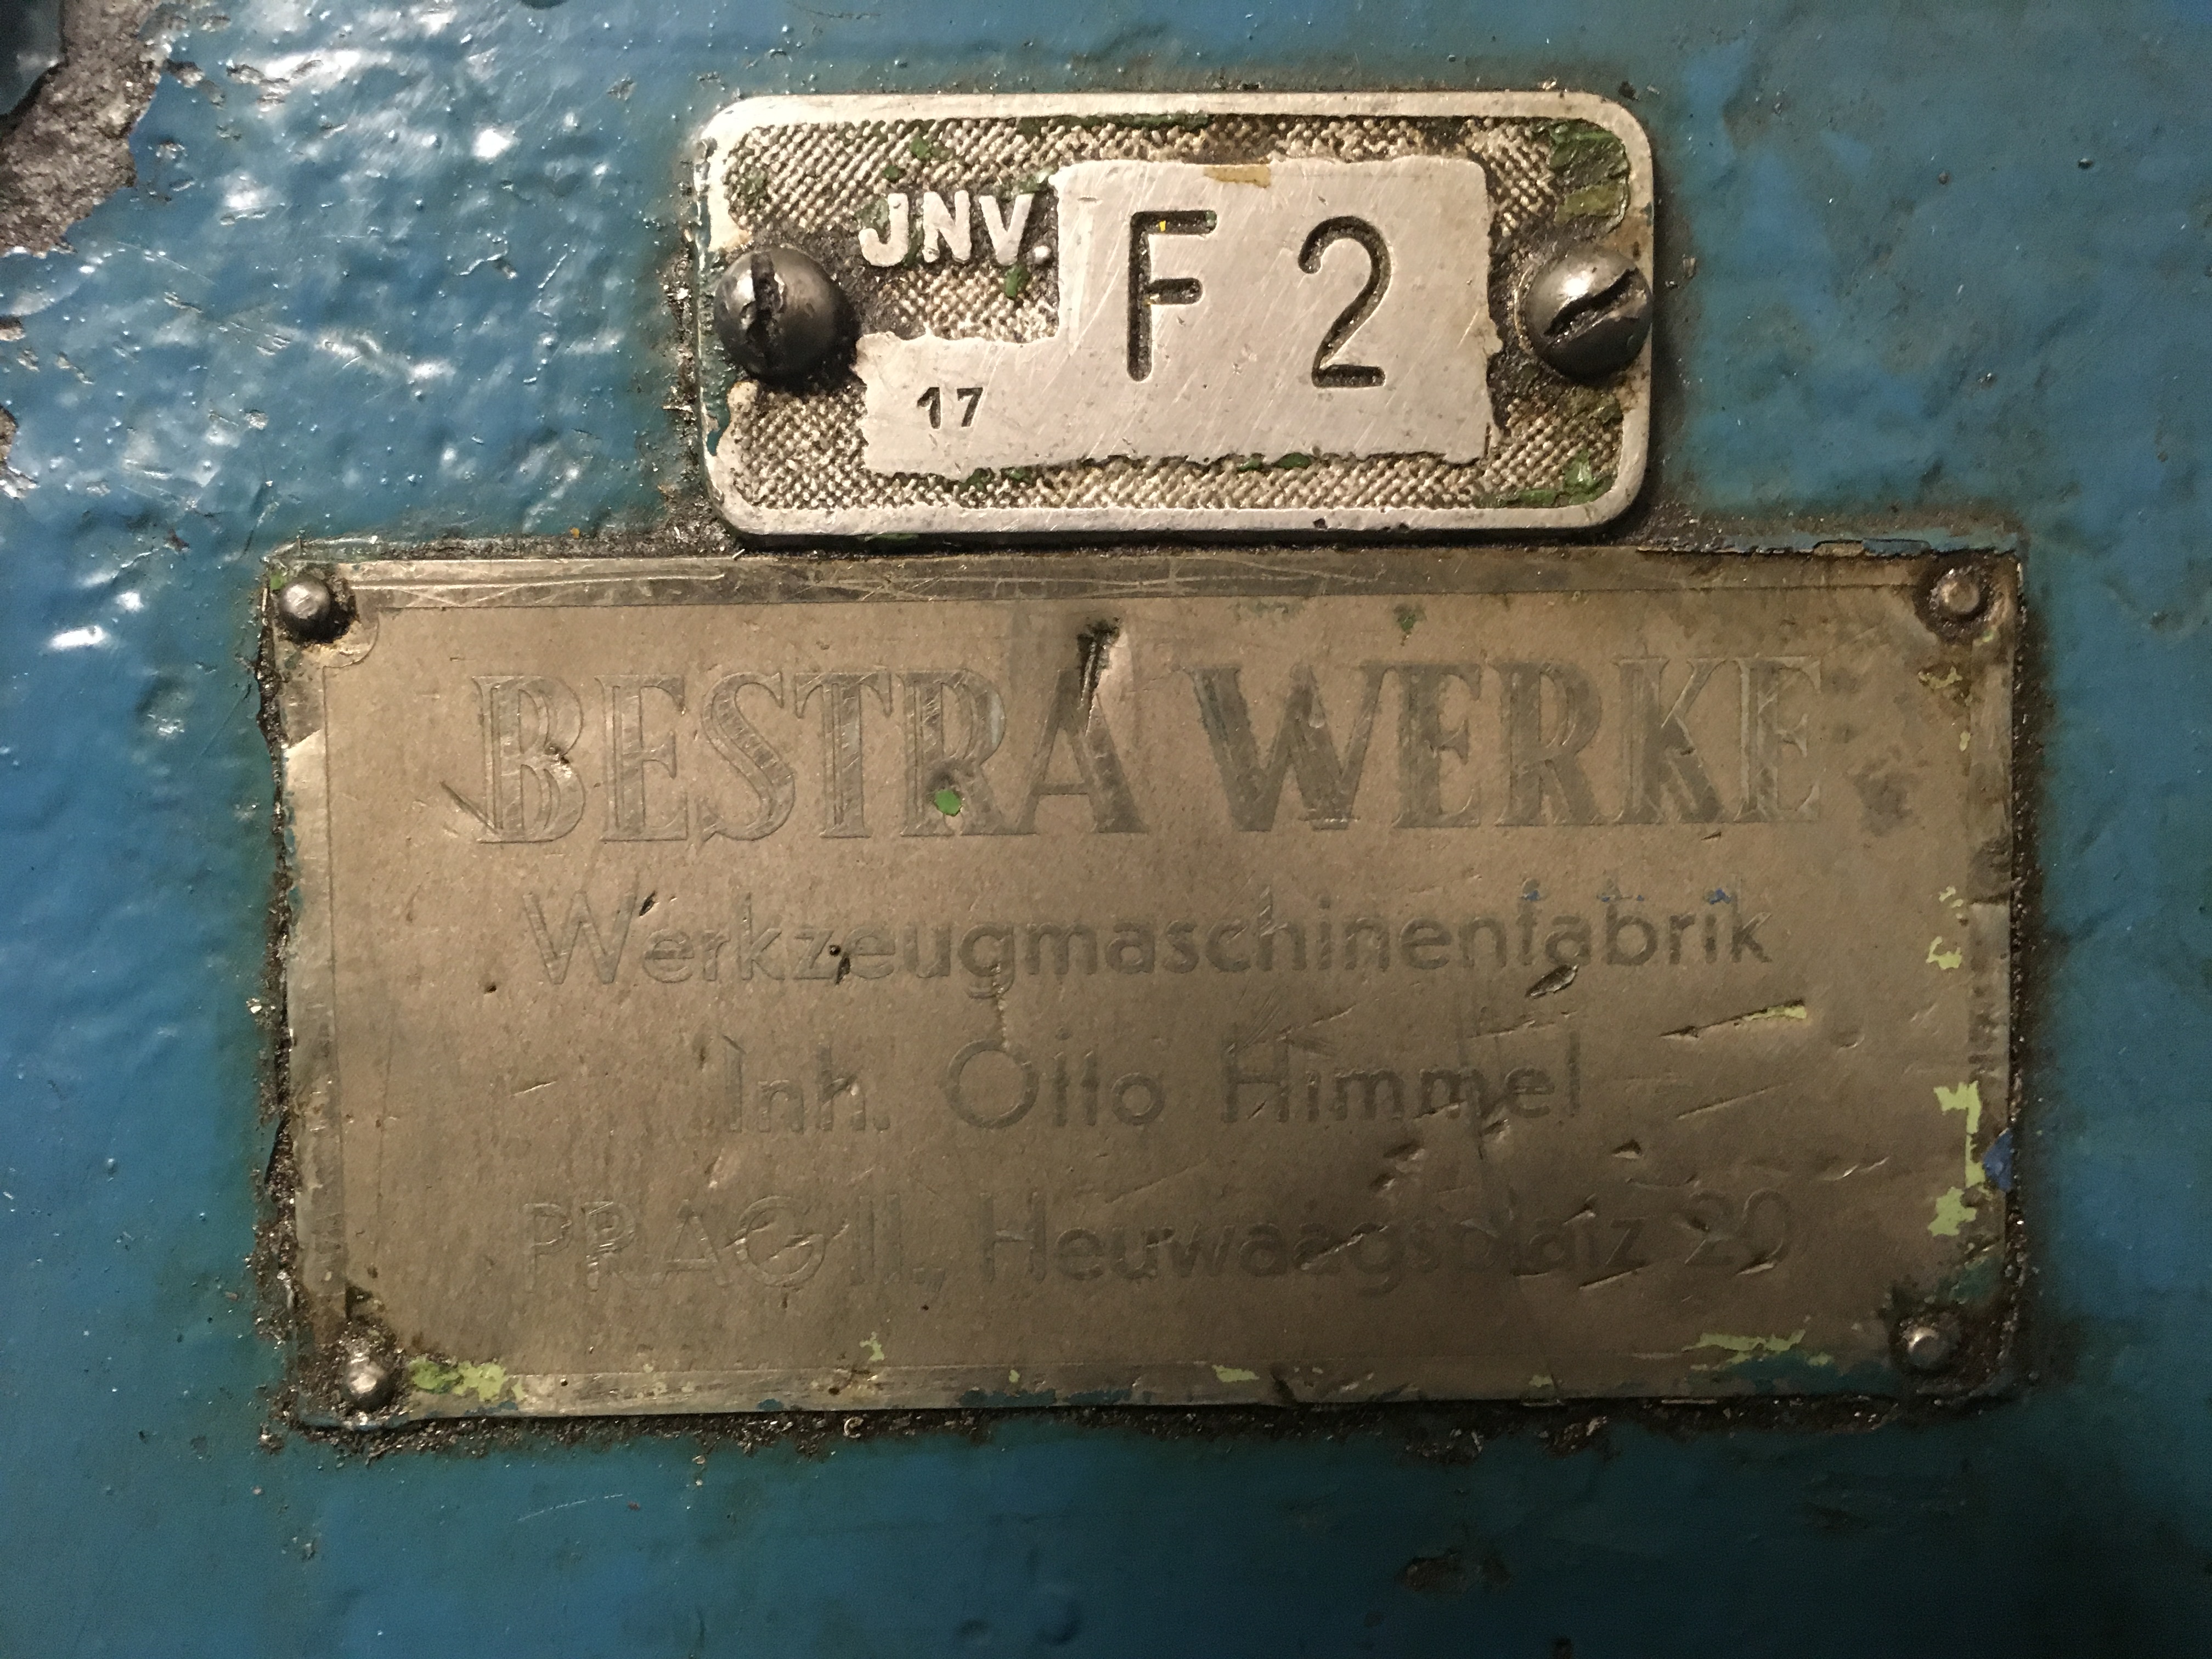 JNV. F 2
17
BESTRA WERKE
Werkzeugmaschinenfabrik
Inh. Otto Himmel
PRAG II., Heuwaagsplatz 20